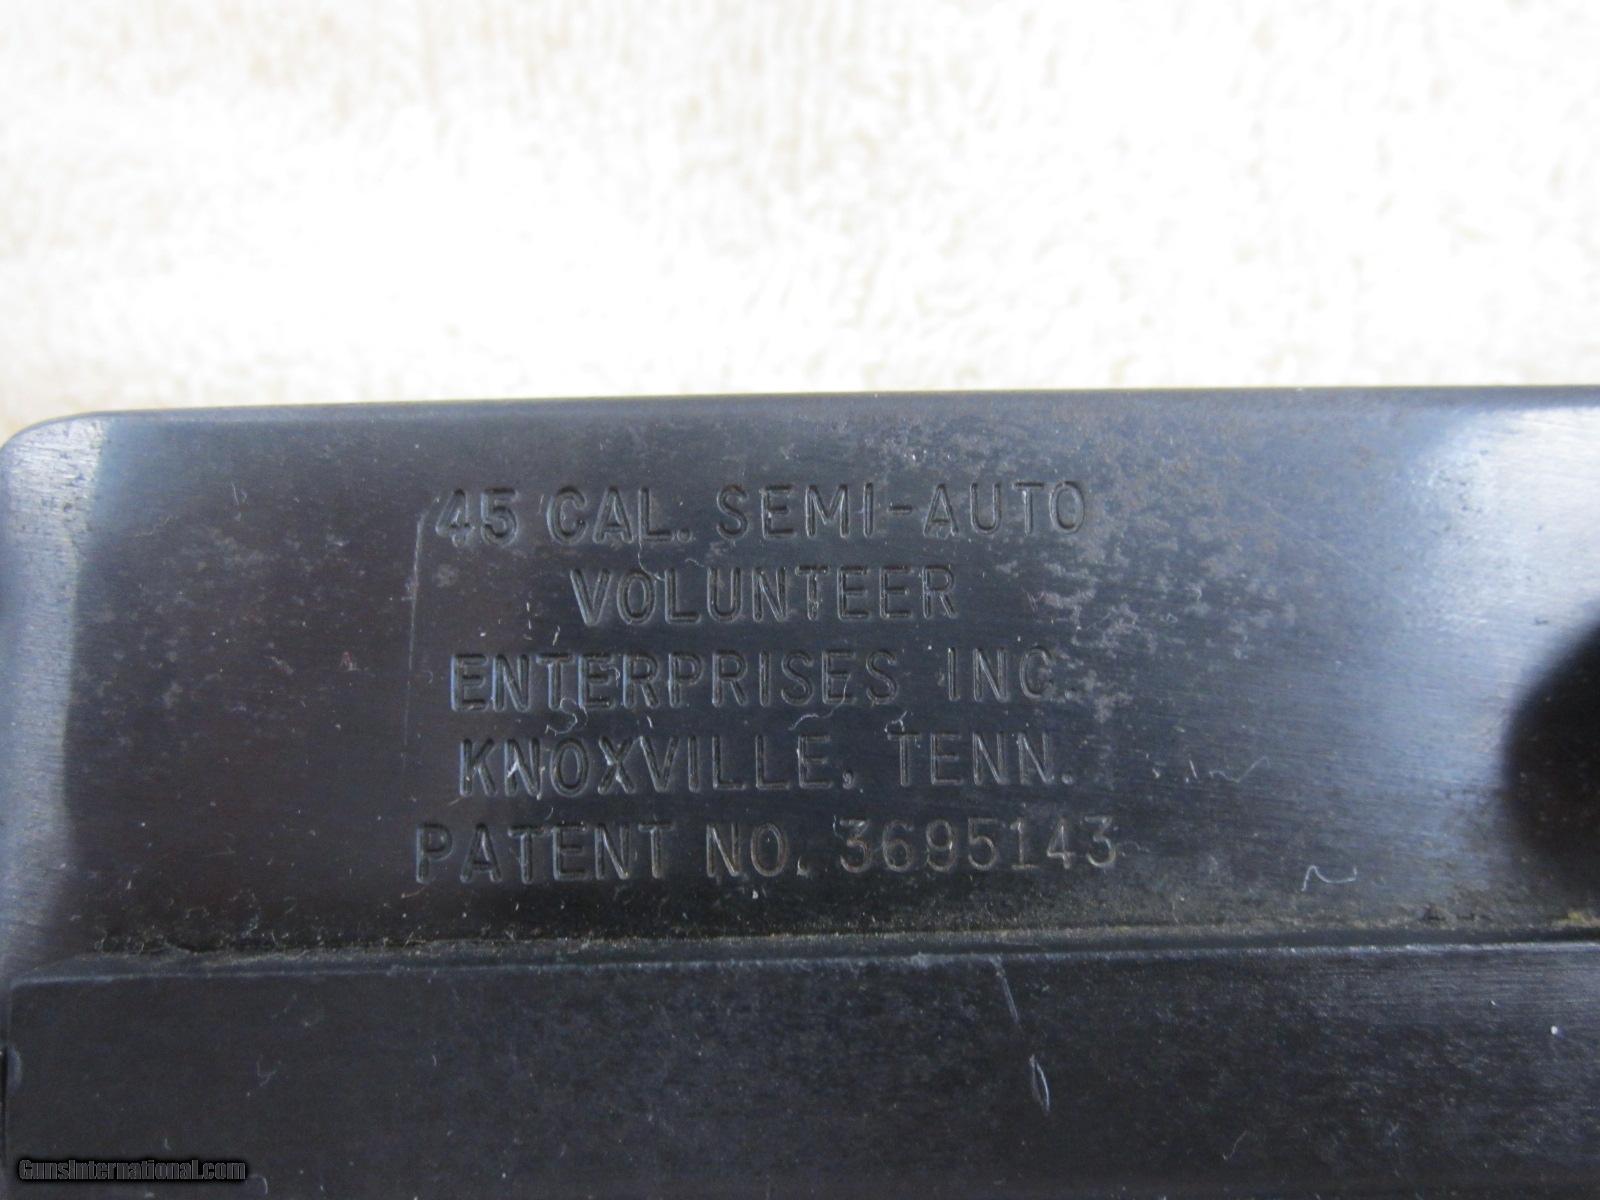 45 CAL. SEMI-AUTO
VOLUNTEER
ENTERPRISES INC.
KNOXVILLE, TENN.
PATENT NO. 3695143
GunsInternational.com